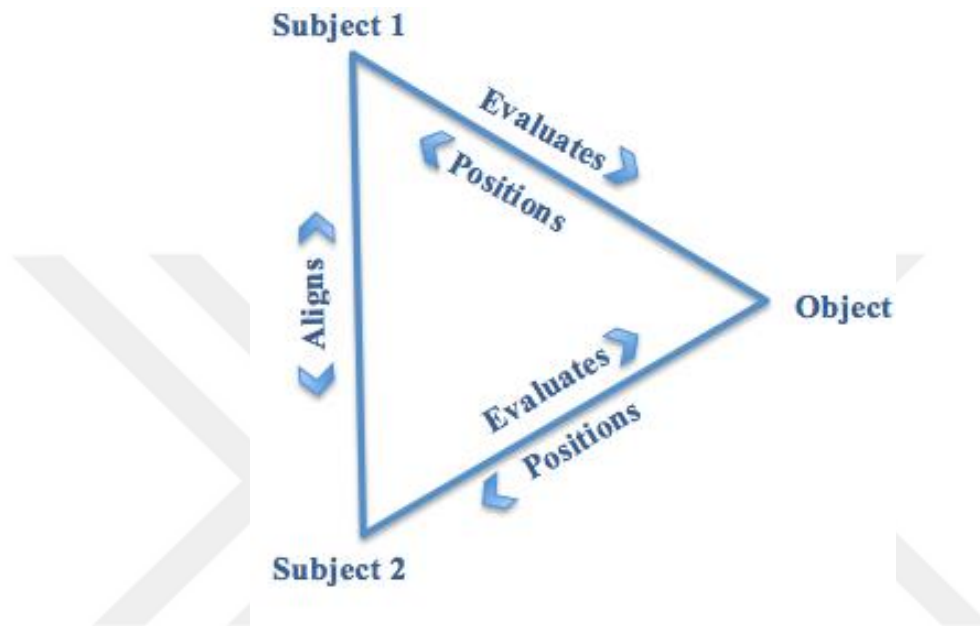 Subject 1
Evaluates
Positions
Aligns
Object
Evaluates
Positions
Subject 2